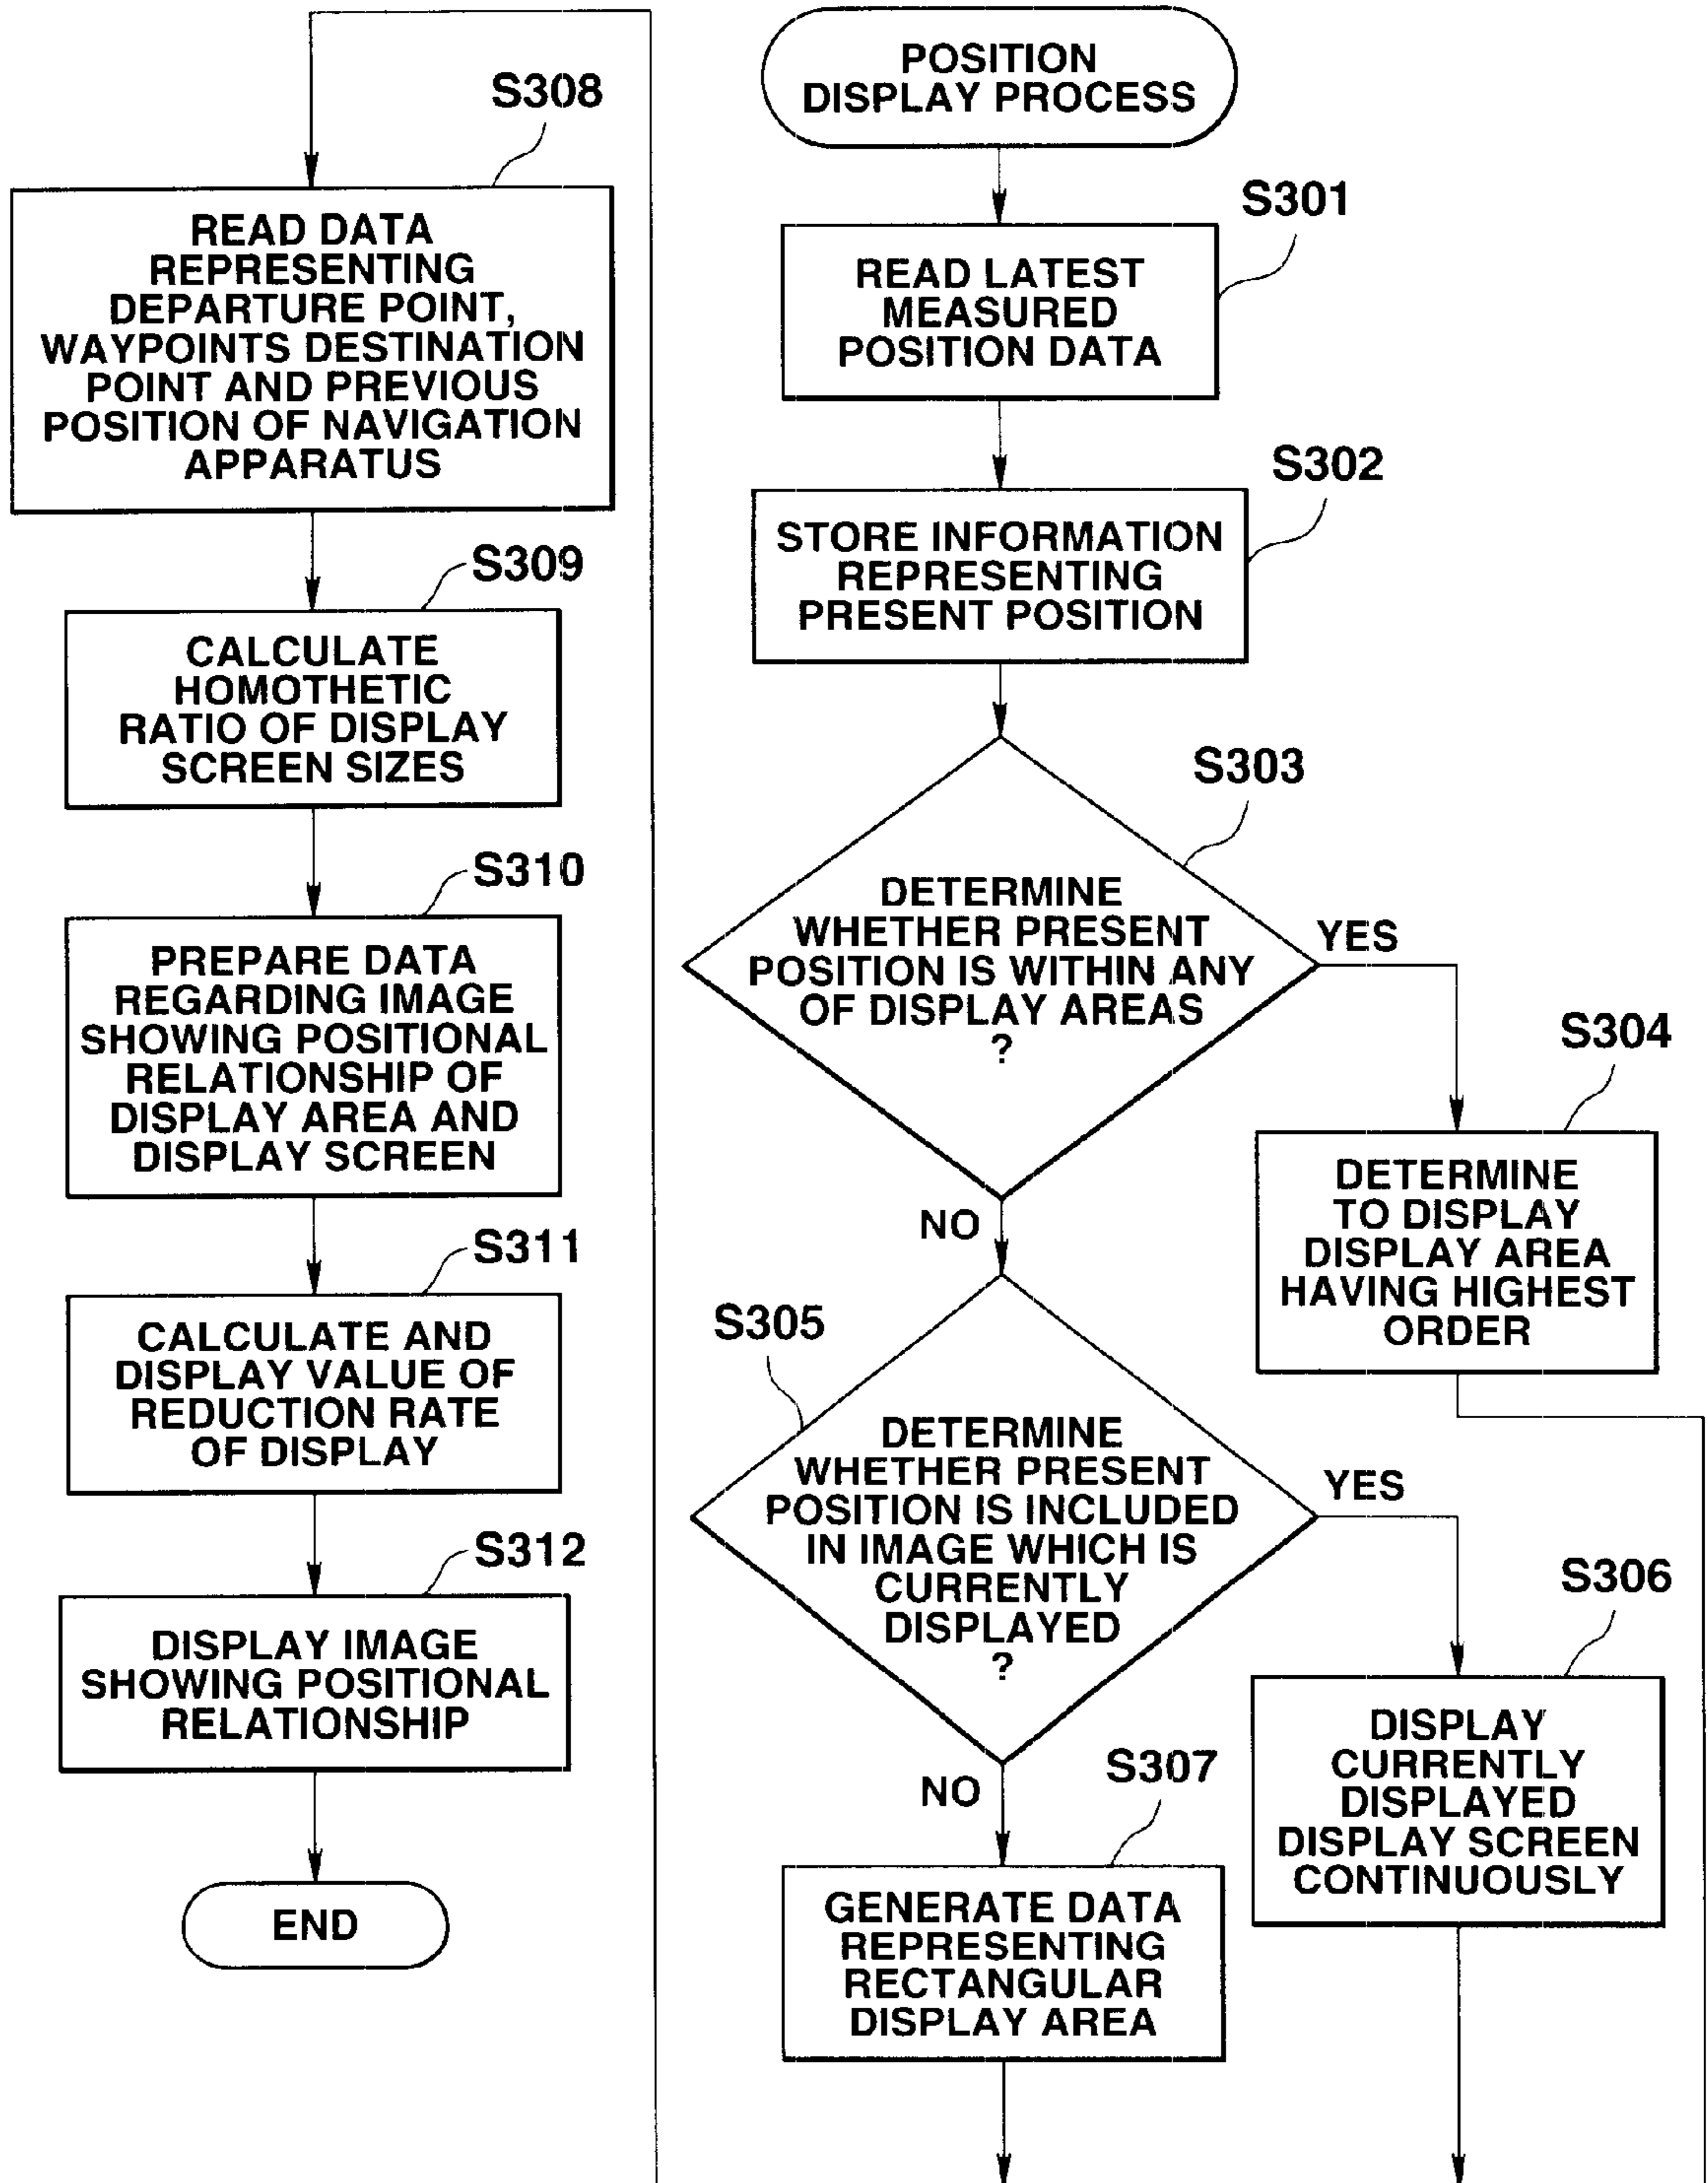 POSITION
DISPLAY PROCESS
S301
READ LATEST
MEASURED
POSITION DATA
S302
STORE INFORMATION
REPRESENTING
PRESENT POSITION
S303
DETERMINE
WHETHER PRESENT
POSITION IS WITHIN ANY
OF DISPLAY AREAS
?
YES
NO
S304
DETERMINE
TO DISPLAY
DISPLAY AREA
HAVING HIGHEST
ORDER
S305
DETERMINE
WHETHER PRESENT
POSITION IS INCLUDED
IN IMAGE WHICH IS
CURRENTLY
DISPLAYED
?
YES
NO
S306
DISPLAY
CURRENTLY
DISPLAYED
DISPLAY SCREEN
CONTINUOUSLY
S307
GENERATE DATA
REPRESENTING
RECTANGULAR
DISPLAY AREA
S308
READ DATA
REPRESENTING
DEPARTURE POINT,
WAYPOINTS DESTINATION
POINT AND PREVIOUS
POSITION OF NAVIGATION
APPARATUS
S309
CALCULATE
HOMOTHETIC
RATIO OF DISPLAY
SCREEN SIZES
S310
PREPARE DATA
REGARDING IMAGE
SHOWING POSITIONAL
RELATIONSHIP OF
DISPLAY AREA AND
DISPLAY SCREEN
S311
CALCULATE AND
DISPLAY VALUE OF
REDUCTION RATE
OF DISPLAY
S312
DISPLAY IMAGE
SHOWING POSITIONAL
RELATIONSHIP
END